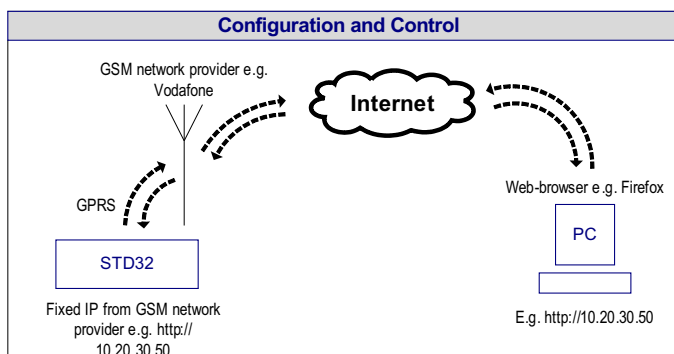 Configuration and Control
GSM network provider e.g.
Vodafone
Internet
Web-browser e.g. Firefox
GPRS
PC
STD32
Fixed IP from GSM network
provider e.g. http://
10.20.30.50
E.g. http://10.20.30.50